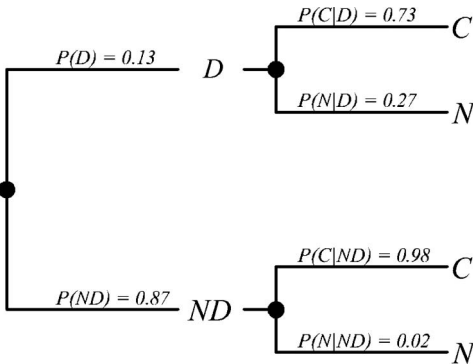 P(C|D) = 0.73 C
P(D) = 0.13 D
P(N|D) = 0.27 N
P(C|ND) = 0.98 C
P(ND) = 0.87 ND
P(N|ND) = 0.02 N